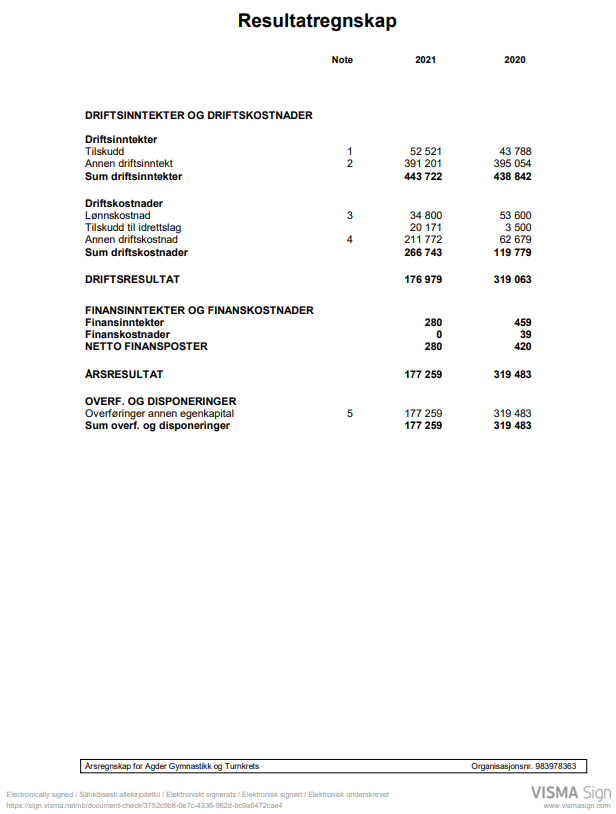 Resultatregnskap
Note 2021 2020
DRIFTSINNTEKTER OG DRIFTSKOSTNADER
Driftsinntekter
Tilskudd 1 52 521 43 788
Annen driftsinntekt 2 391 201 395 054
Sum driftsinntekter 443 722 438 842
Driftskostnader
Lønnskostnad 3 34 800 53 600
Tilskudd til idrettslag 20 171 3 500
Annen driftskostnad 4 211 772 62 679
Sum driftskostnader 266 743 119 779
DRIFTSRESULTAT 176 979 319 063
FINANSINNTEKTER OG FINANSKOSTNADER
Finansinntekter 280 459
Finanskostnader 0 39
NETTO FINANSPOSTER 280 420
ÅRSRESULTAT 177 259 319 483
OVERF. OG DISPONERINGER
Overføringer annen egenkapital 5 177 259 319 483
Sum overf. og disponeringer 177 259 319 483
Årsregnskap for Agder Gymnastikk og Turnkrets Organisasjonsnr. 983978363
Electronically signed / Sähköisesti allekirjoitettu / Elektroniskt signerats / Elektronisk signert / Elektronisk underskrevet
VISMA Sign
https://sign.visma.net/nb/document-check/3752c9b8-0e7c-4336-962d-bc9a6472cae4
www.vismasign.com